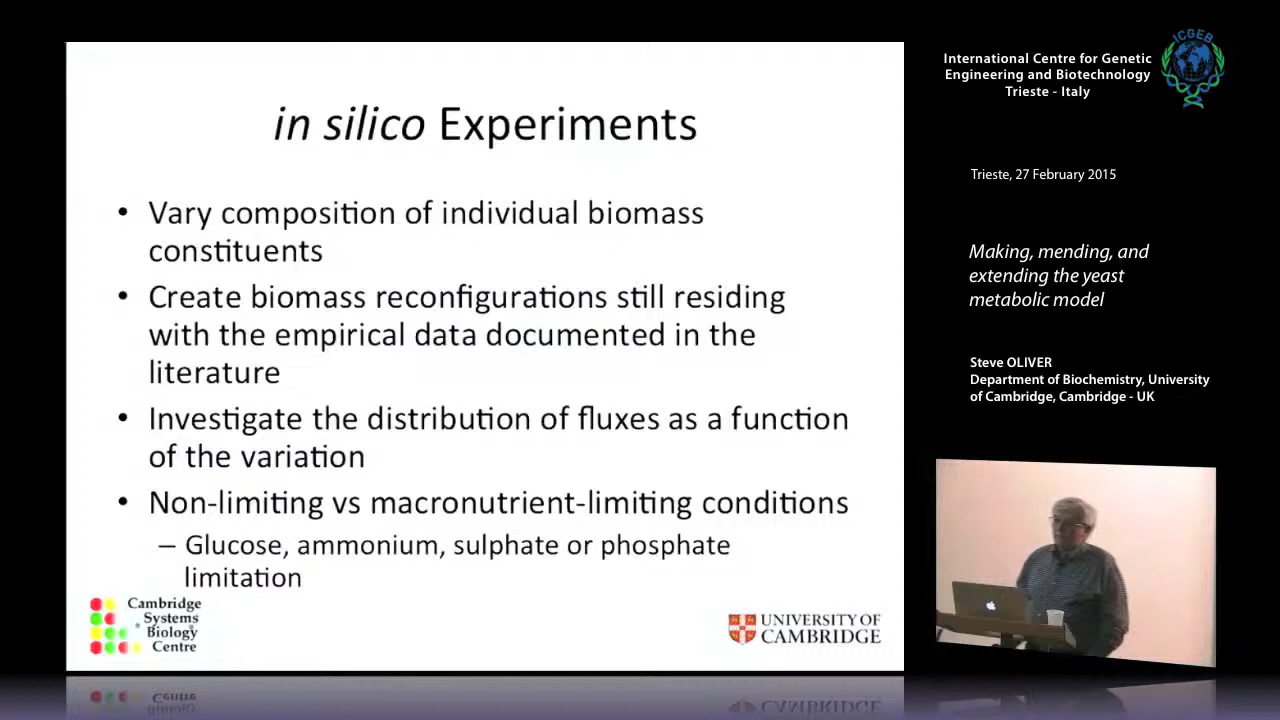 in silico Experiments
• Vary composition of individual biomass
constituents
• Create biomass reconfigurations still residing
with the empirical data documented in the
literature
• Investigate the distribution of fluxes as a function
of the variation
• Non-limiting vs macronutrient-limiting conditions
– Glucose, ammonium, sulphate or phosphate
limitation
Cambridge
Systems
Biology
Centre
UNIVERSITY OF
CAMBRIDGE
ICGEB
International Centre for Genetic
Engineering and Biotechnology
Trieste - Italy
Trieste, 27 February 2015
Making, mending, and
extending the yeast
metabolic model
Steve OLIVER
Department of Biochemistry, University
of Cambridge, Cambridge - UK